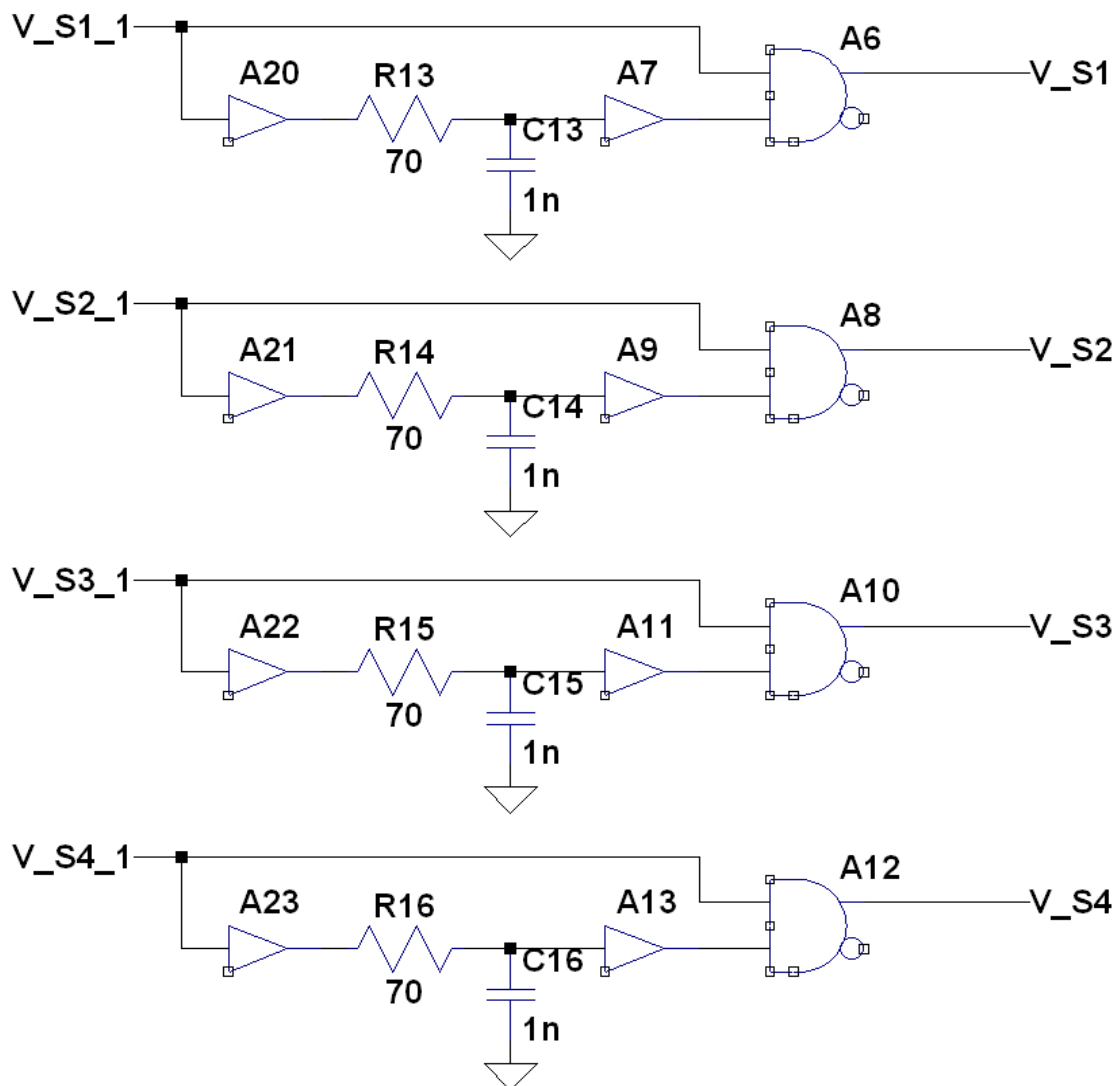 V_S1_1
A20
R13
70
C13
1n
A7
A6
V_S1
V_S2_1
A21
R14
70
C14
1n
A9
A8
V_S2
V_S3_1
A22
R15
70
C15
1n
A11
A10
V_S3
V_S4_1
A23
R16
70
C16
1n
A13
A12
V_S4